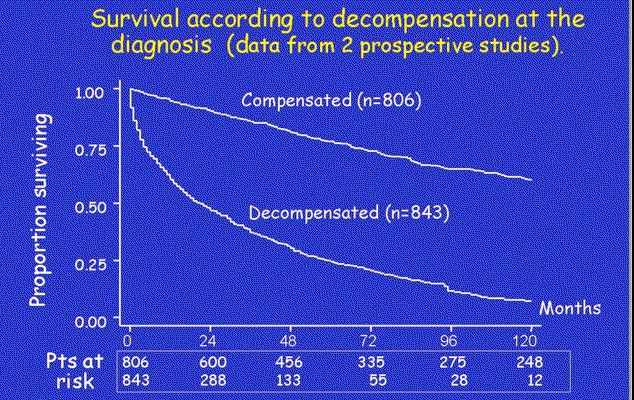 Survival according to decompensation at the
diagnosis (data from 2 prospective studies).
Proportion surviving
1.00
0.75
0.50
0.25
0.00
Compensated (n=806)
Decompensated (n=843)
Months
0 24 48 72 96 120
Pts at
risk
806 600 456 335 275 248
843 288 133 55 28 12